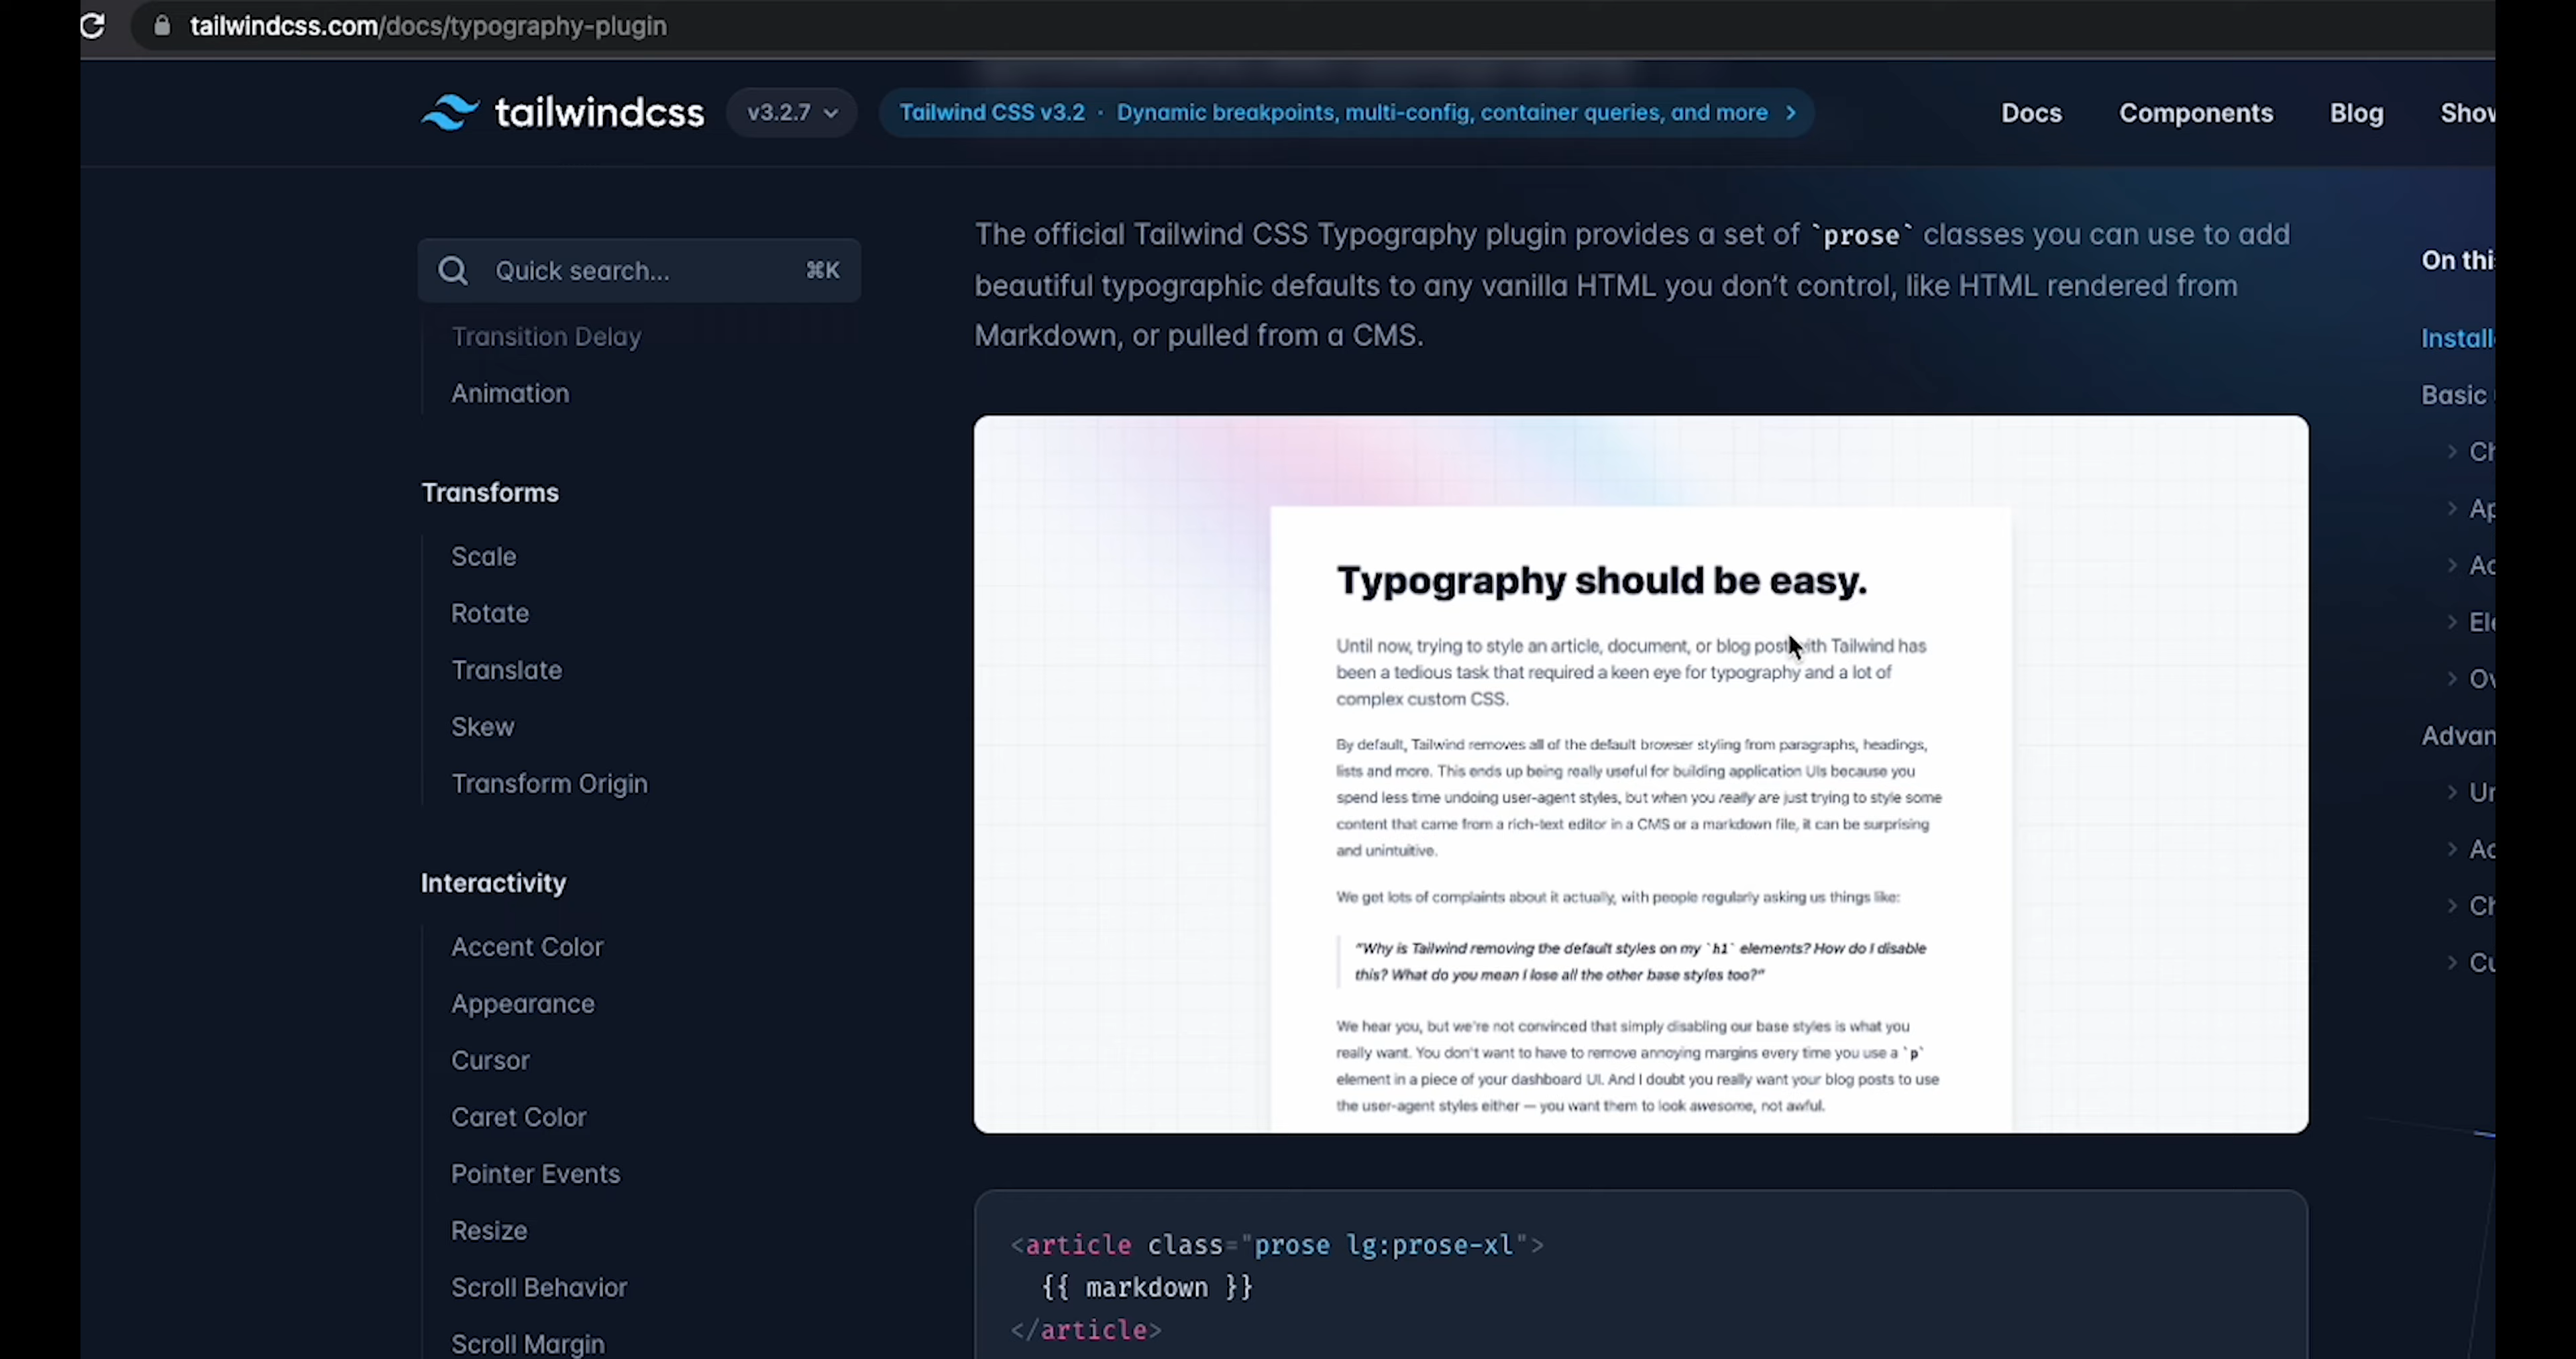 tailwindcss.com/docs/typography-plugin
tailwindcss
v3.2.7
Tailwind CSS v3.2 · Dynamic breakpoints, multi-config, container queries, and more
Docs
Components
Blog
Quick search...
⌘K
Transition Delay
Animation
Transforms
Scale
Rotate
Translate
Skew
Transform Origin
Interactivity
Accent Color
Appearance
Cursor
Caret Color
Pointer Events
Resize
Scroll Behavior
Scroll Margin
The official Tailwind CSS Typography plugin provides a set of `prose` classes you can use to add
beautiful typographic defaults to any vanilla HTML you don't control, like HTML rendered from
Markdown, or pulled from a CMS.
Typography should be easy.
Until now, trying to style an article, document, or blog post with Tailwind has
been a tedious task that required a keen eye for typography and a lot of
complex custom CSS.
By default, Tailwind removes all of the default browser styling from paragraphs, headings,
lists and more. This ends up being really useful for building application UIs because you
spend less time undoing user-agent styles, but when you really are just trying to style some
content that came from a rich-text editor in a CMS or a markdown file, it can be surprising
and unintuitive.
We get lots of complaints about it actually, with people regularly asking us things like:
"Why is Tailwind removing the default styles on my `h1` elements? How do I disable
this? What do you mean I lose all the other base styles too?"
We hear you, but we're not convinced that simply disabling our base styles is what you
really want. You don't want to have to remove annoying margins every time you use a `p`
element in a piece of your dashboard UI. And I doubt you really want your blog posts to use
the user-agent styles either — you want them to look awesome, not awful.
<article class="prose lg:prose-xl">
{{ markdown }}
</article>
On
Basic